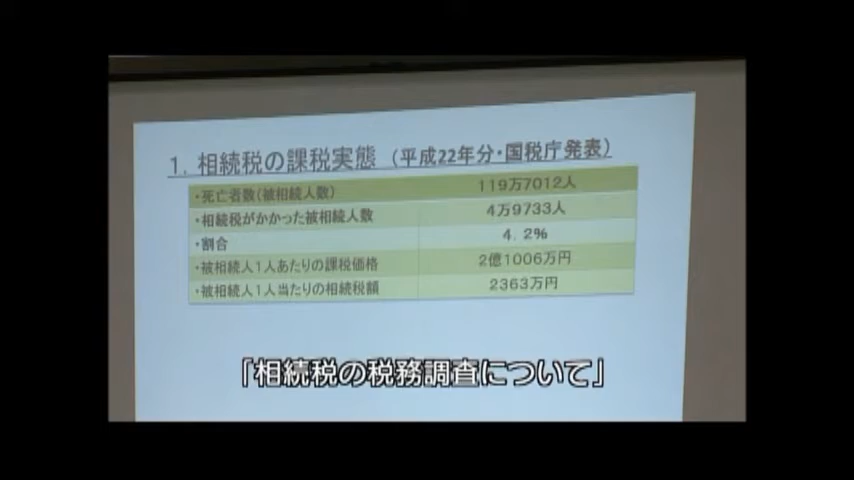 1. 相続税の課税実態 (平成22年分・国税庁発表)
・死亡者数(被相続人数) 119万7012人
・相続税がかかった被相続人数 4万9733人
・割合 4.2%
・被相続人1人あたりの課税価格 2億1006万円
・被相続人1人当たりの相続税額 2363万円
「相続税の税務調査について」